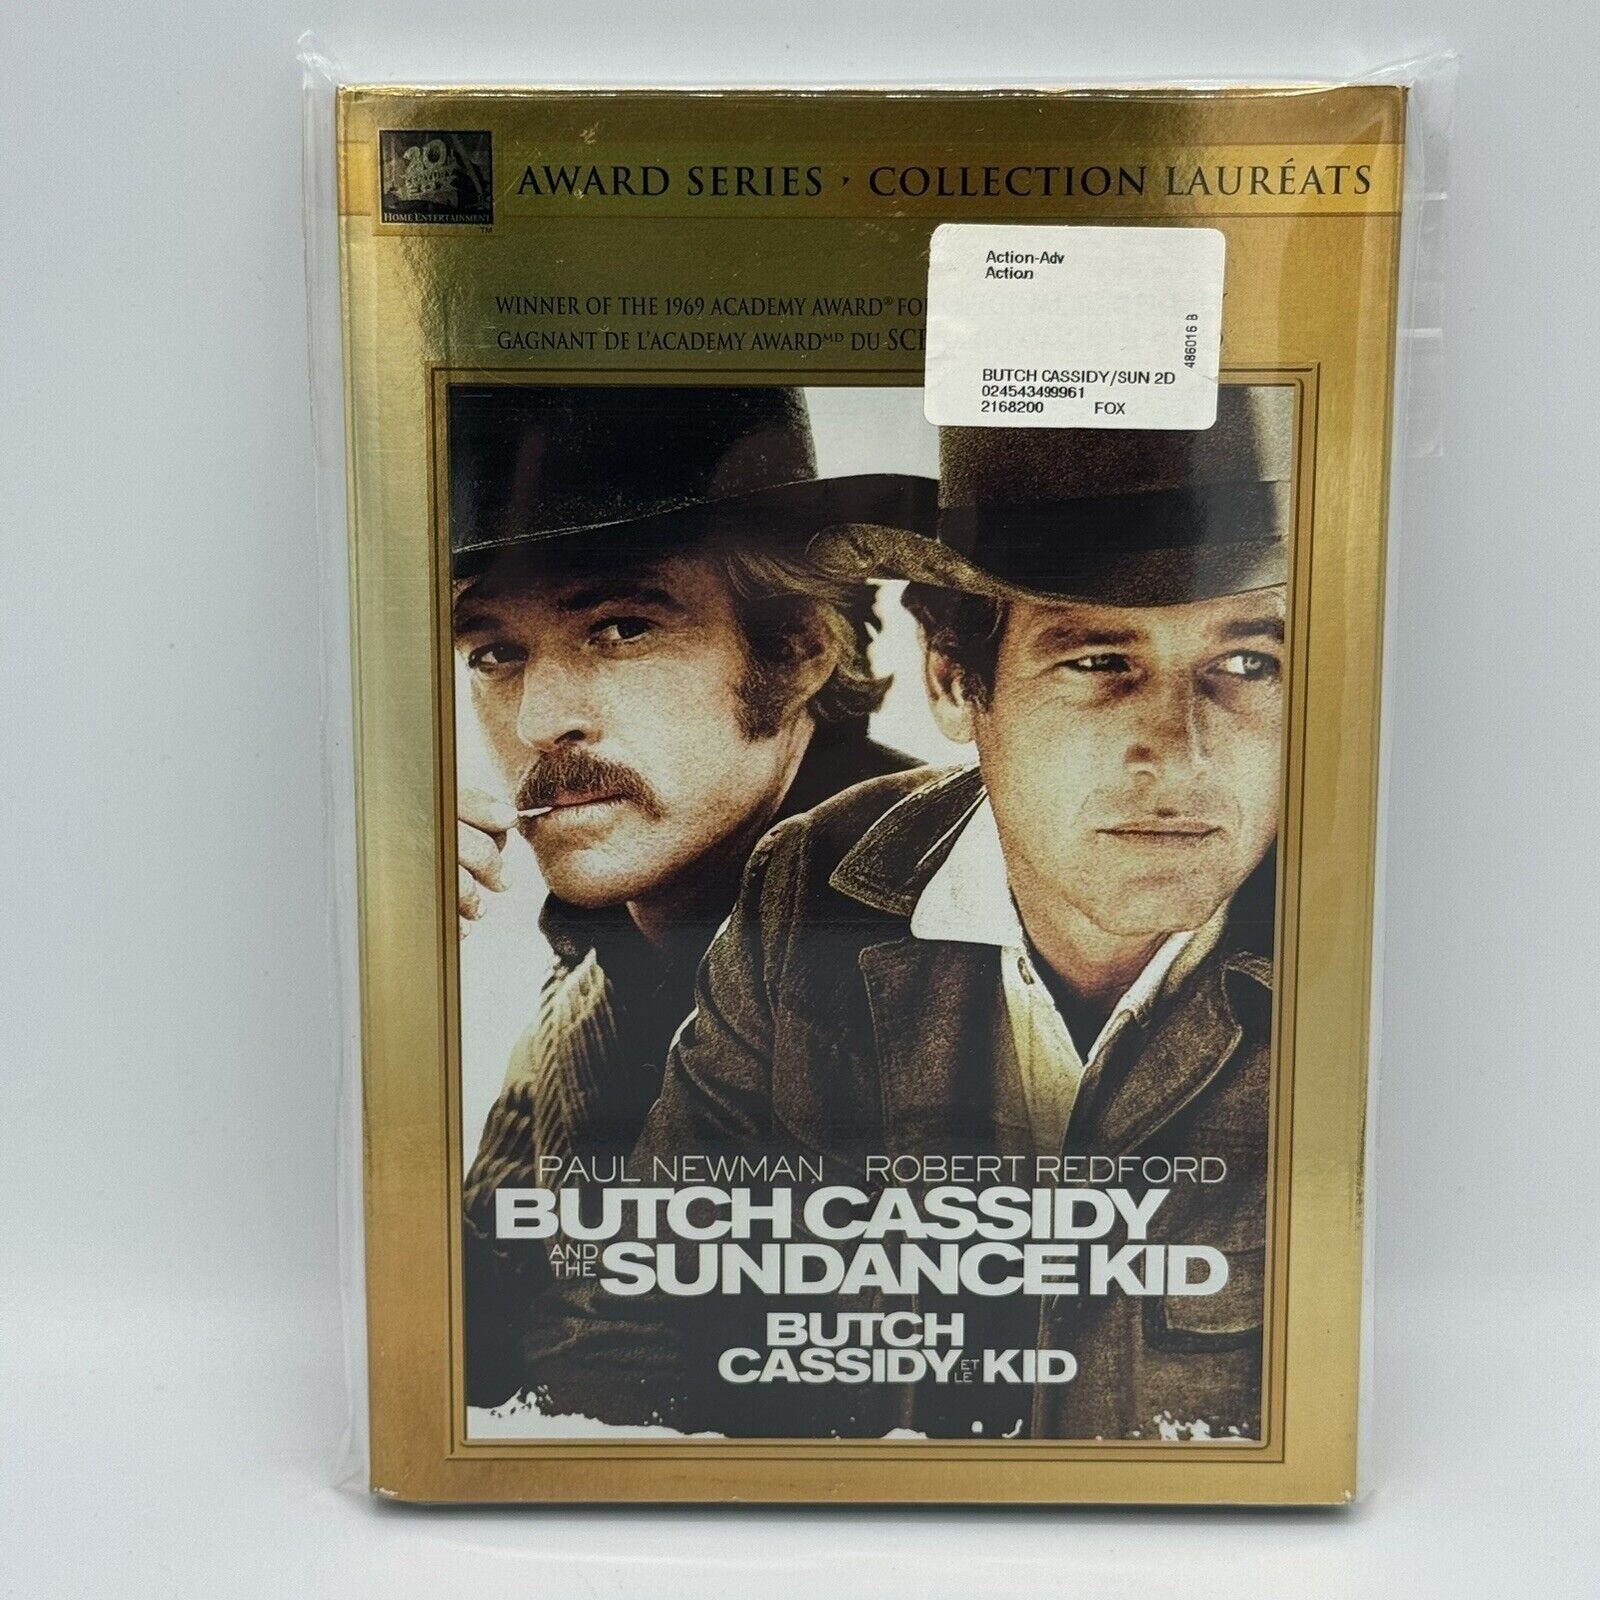 20th
CENTURY
FOX
HOME ENTERTAINMENT
TM
AWARD SERIES · COLLECTION LAURÉATS
Action-Adv
Action
486016 B
BUTCH CASSIDY/SUN 2D
024543499961
2168200 FOX
WINNER OF THE 1969 ACADEMY AWARD®
GAGNANT DE L'ACADEMY AWARDMD DU
PAUL NEWMAN ROBERT REDFORD
BUTCH CASSIDY
AND THE SUNDANCE KID
BUTCH
CASSIDY ET LE KID